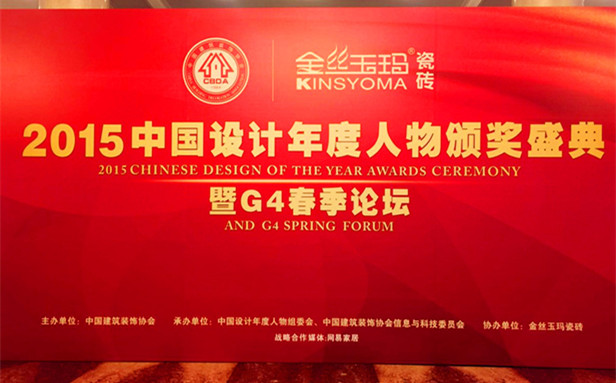 CBDA
金丝玉玛®瓷砖
KINSYOMA
2015中国设计年度人物颁奖盛典
2015 CHINESE DESIGN OF THE YEAR AWARDS CEREMONY
暨G4春季论坛
AND G4 SPRING FORUM
主办单位:中国建筑装饰协会 承办单位:中国设计年度人物组委会、中国建筑装饰协会信息与科技委员会 协办单位:金丝玉玛瓷砖
战略合作媒体:网易家居